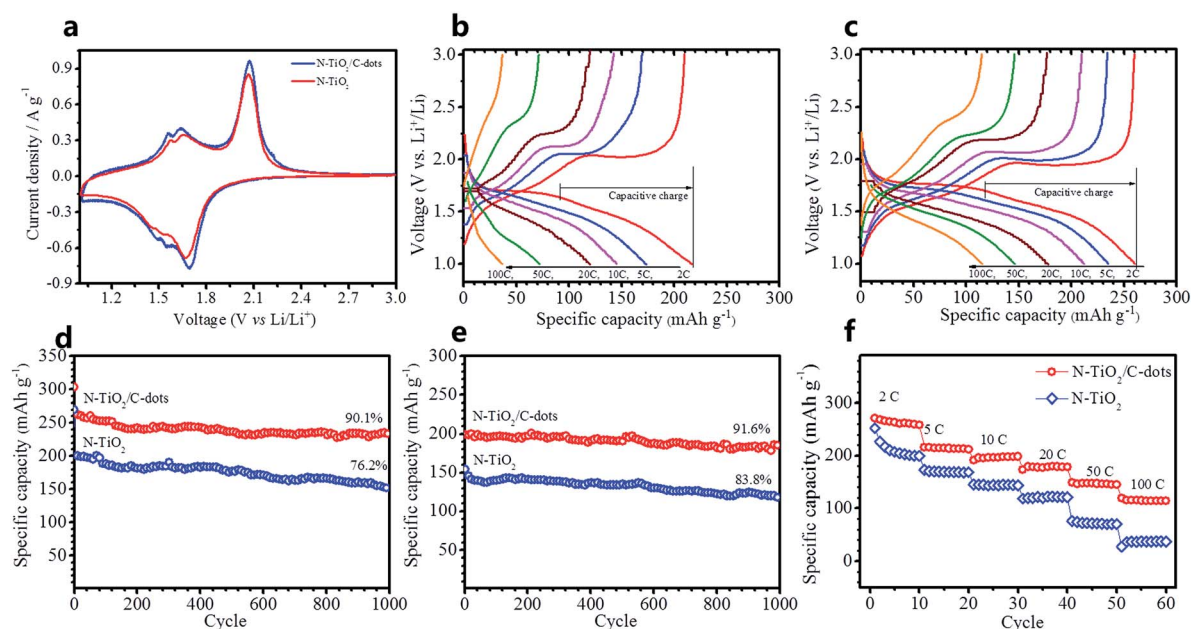 a
N-TiO2/C-dots
N-TiO2
Current density / A g-1
0.9
0.6
0.3
0.0
-0.3
-0.6
-0.9
1.2
1.5
1.8
2.1
2.4
2.7
3.0
Voltage (V vs Li/Li+)
b
Voltage (V vs. Li+/Li)
3.0
2.5
2.0
1.5
1.0
Capacitive charge
100C, 50C, 20C, 10C, 5C, 2C
0 50 100 150 200 250 300
Specific capacity (mAh g-1)
c
Voltage (V vs. Li+/Li)
3.0
2.5
2.0
1.5
1.0
Capacitive charge
100C, 50C, 20C, 10C, 5C, 2C
0 50 100 150 200 250 300
Specific capacity (mAh g-1)
d
Specific capacity (mAh g-1)
350
300
250
200
150
100
50
N-TiO2/C-dots
90.1%
N-TiO2
76.2%
0 200 400 600 800 1000
Cycle
e
Specific capacity (mAh g-1)
300
250
200
150
100
50
N-TiO2/C-dots
91.6%
N-TiO2
83.8%
0 200 400 600 800 1000
Cycle
f
Specific capacity (mAh g-1)
300
200
100
0
N-TiO2/C-dots
N-TiO2
2 C
5 C
10 C
20 C
50 C
100 C
0 10 20 30 40 50 60
Cycle